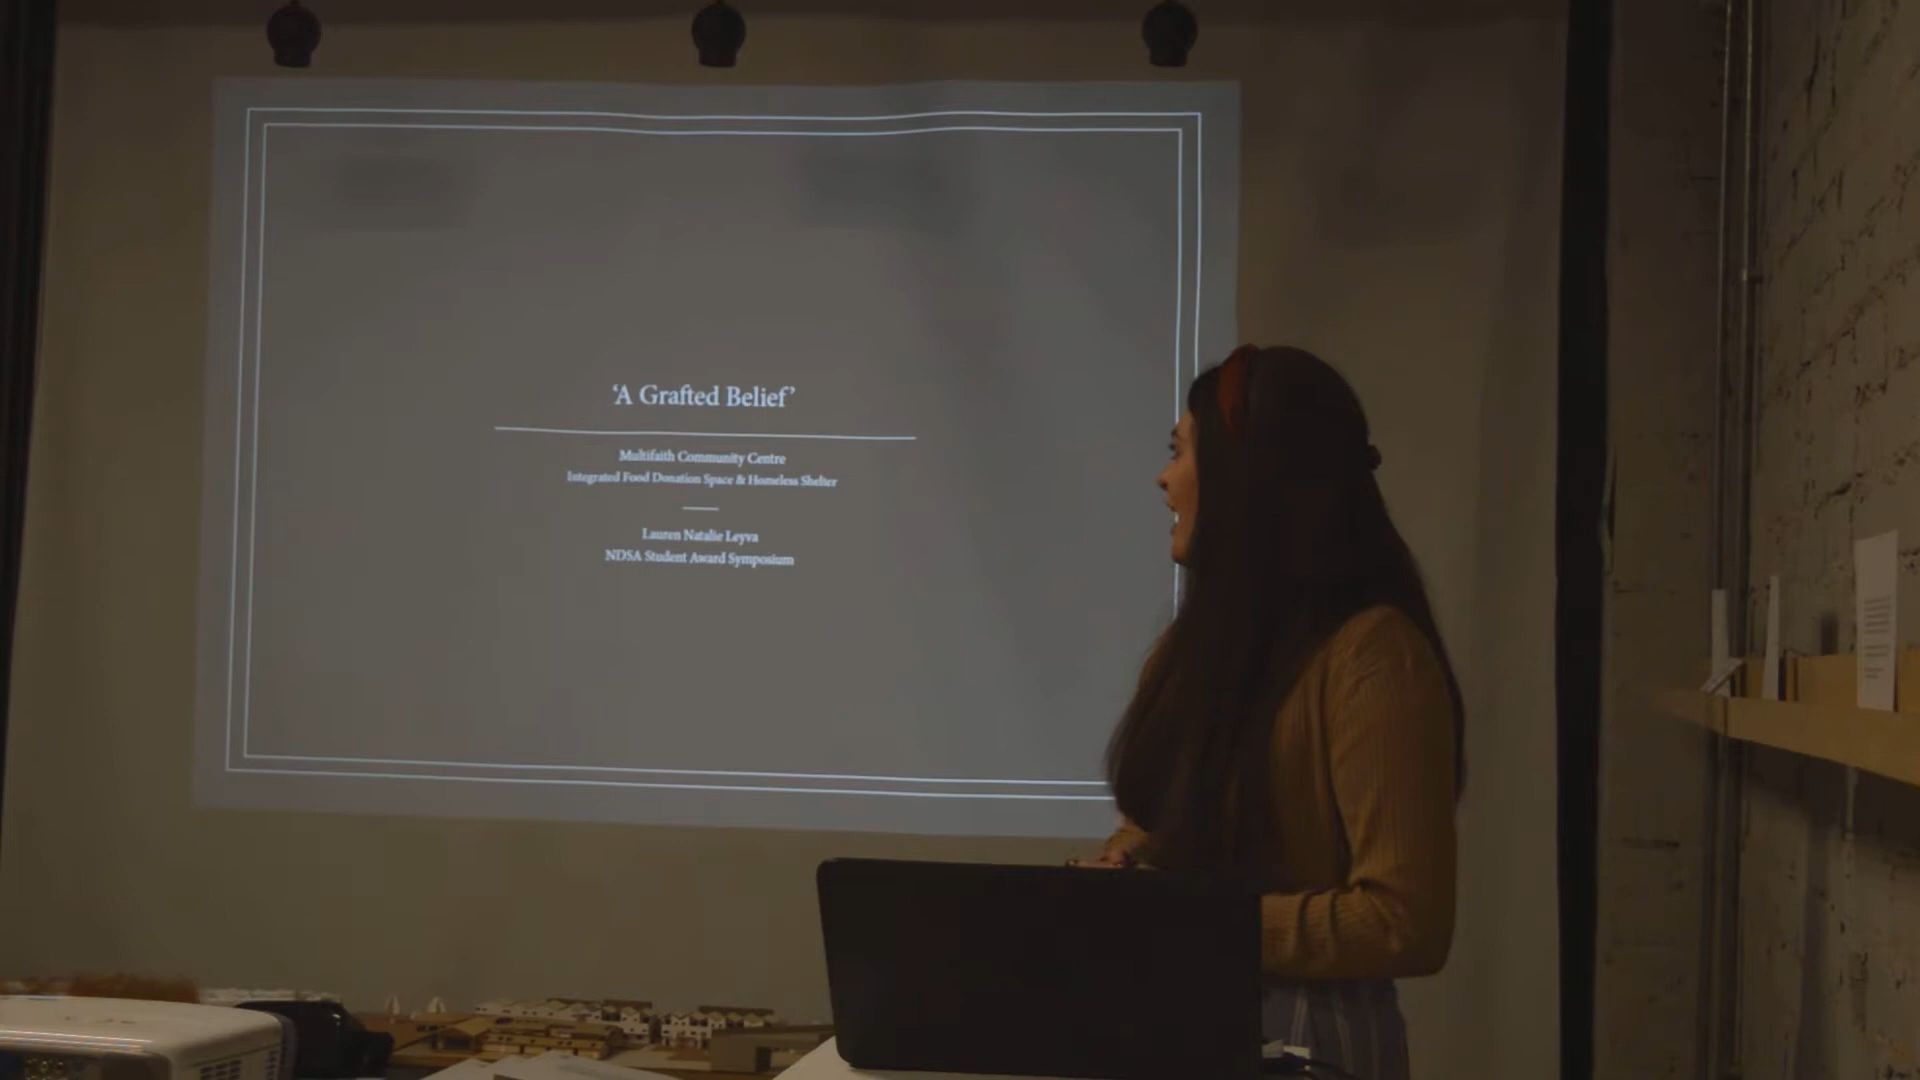 ‘A Grafted Belief’
Multifaith Community Centre
Integrated Food Donation Space & Homeless Shelter
Lauren Natalie Leyva
NDSA Student Award Symposium